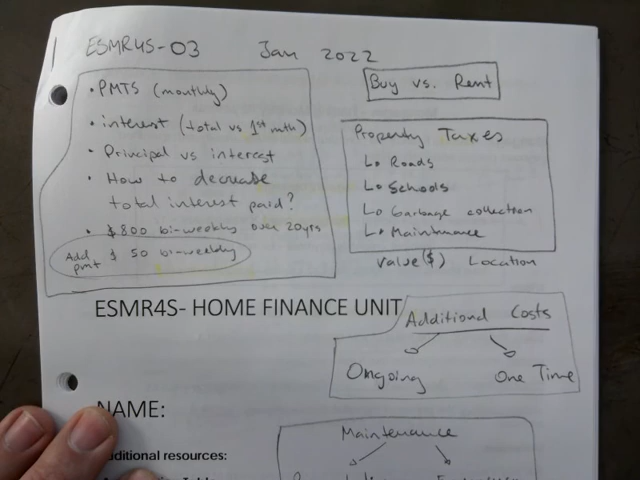 ESMR4S-03 Jan 2022
• PMTS (monthly)
• interest (total vs 1st mth)
• Principal vs interest
• How to decrease
total interest paid?
• $800 bi-weekly over 20yrs
Add pmt $50 bi-weekly
Buy vs. Rent
Property Taxes
↳ Roads
↳ Schools
↳ Garbage collection
↳ Maintenance
Value($) Location
ESMR4S- HOME FINANCE UNIT
Additional Costs
Ongoing One Time
NAME:
Maintenance
dditional resources: